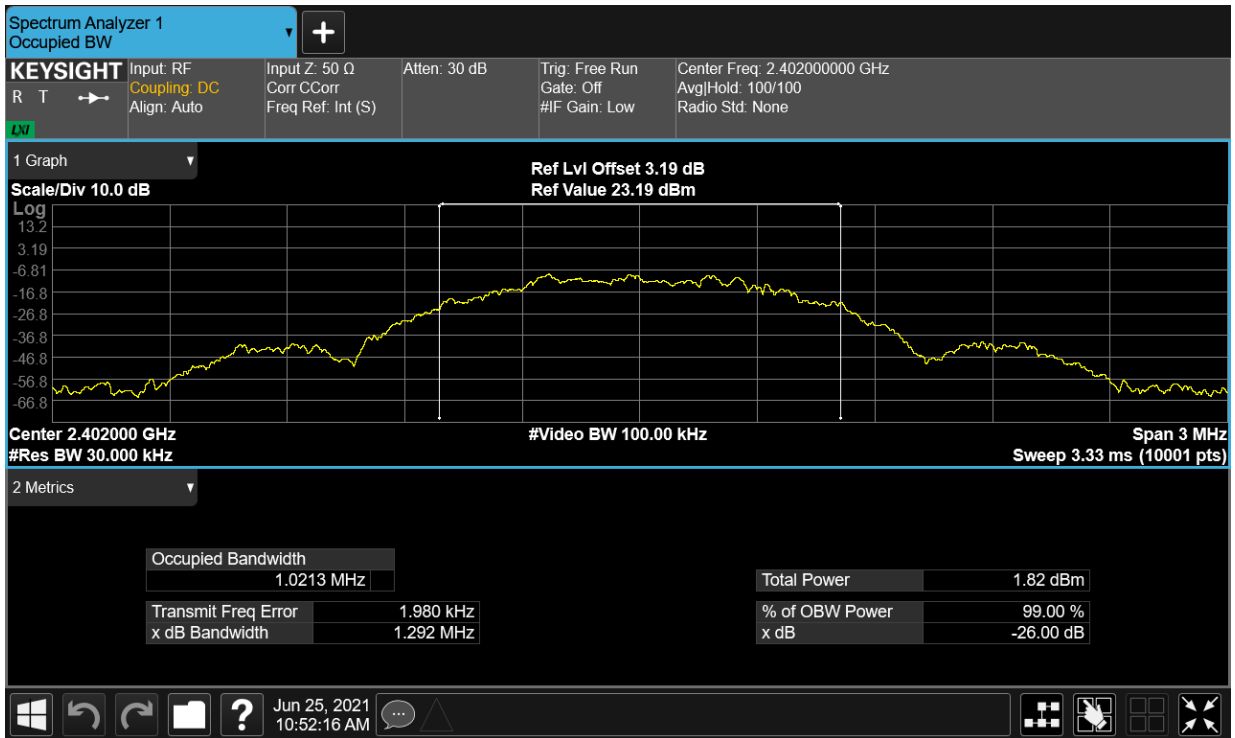 Spectrum Analyzer 1
Occupied BW
▼
+
KEYSIGHT
R T
LXI
Input: RF
Coupling: DC
Align: Auto
Input Z: 50 Ω
Corr CCorr
Freq Ref: Int (S)
Atten: 30 dB
Trig: Free Run
Gate: Off
#IF Gain: Low
Center Freq: 2.402000000 GHz
Avg|Hold: 100/100
Radio Std: None
1 Graph ▼
Ref Lvl Offset 3.19 dB
Scale/Div 10.0 dB
Ref Value 23.19 dBm
Log
13.2
3.19
-6.81
-16.8
-26.8
-36.8
-46.8
-56.8
-66.8
Center 2.402000 GHz
#Video BW 100.00 kHz
Span 3 MHz
#Res BW 30.000 kHz
Sweep 3.33 ms (10001 pts)
2 Metrics ▼
Occupied Bandwidth
1.0213 MHz
Total Power 1.82 dBm
Transmit Freq Error 1.980 kHz
% of OBW Power 99.00 %
x dB Bandwidth 1.292 MHz
x dB -26.00 dB
?
Jun 25, 2021
10:52:16 AM